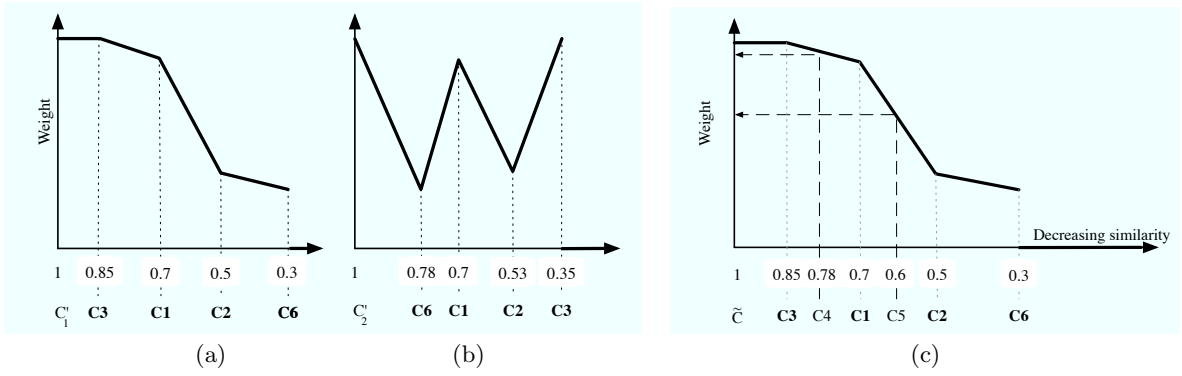 Weight
1 0.85 0.7 0.5 0.3
C'1 C3 C1 C2 C6
(a)
1 0.78 0.7 0.53 0.35
C'2 C6 C1 C2 C3
(b)
Weight
Decreasing similarity
1 0.85 0.78 0.7 0.6 0.5 0.3
C̃ C3 C4 C1 C5 C2 C6
(c)